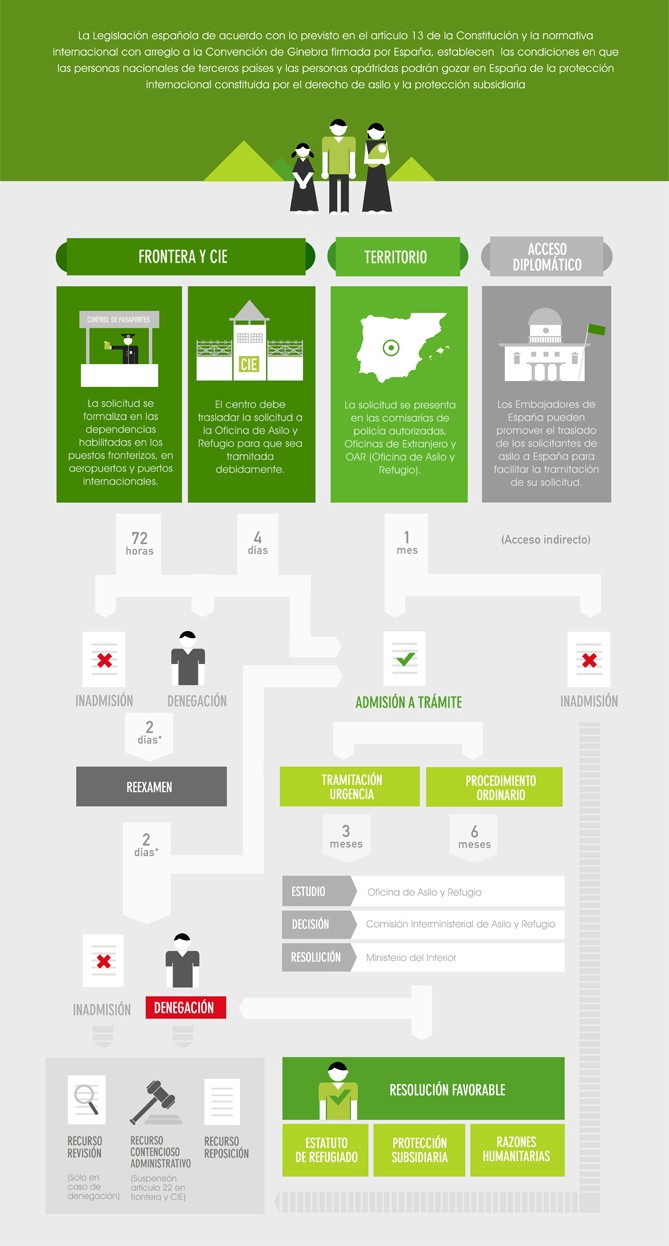 La Legislación española de acuerdo con lo previsto en el artículo 13 de la Constitución y la normativa
internacional con arreglo a la Convención de Ginebra firmada por España, establecen las condiciones en que
las personas nacionales de terceros países y las personas apátridas podrán gozar en España de la protección
internacional constituida por el derecho de asilo y la protección subsidiaria
FRONTERA Y CIE
TERRITORIO
ACCESO
DIPLOMÁTICO
CONTROL DE PASAPORTES
La solicitud se
formaliza en las
dependencias
habilitadas en los
puestos fronterizos, en
aeropuertos y puertos
internacionales.
CIE
El centro debe
trasladar la solicitud a
la Oficina de Asilo y
Refugio para que sea
tramitada
debidamente.
La solicitud se presenta
en las comisarias de
policía autorizadas,
Oficinas de Extranjero y
OAR (Oficina de Asilo y
Refugio).
Los Embajadores de
España pueden
promover el traslado
de los solicitantes de
asilo a España para
facilitar la tramitación
de su solicitud.
72
horas
4
días
1
mes
(Acceso indirecto)
INADMISIÓN
DENEGACIÓN
ADMISIÓN A TRÁMITE
INADMISIÓN
2
días*
REEXAMEN
TRAMITACIÓN
URGENCIA
PROCEDIMIENTO
ORDINARIO
2
días*
3
meses
6
meses
ESTUDIO
Oficina de Asilo y Refugio
DECISIÓN
Comisión Interministerial de Asilo y Refugio
RESOLUCIÓN
Ministerio del Interior
INADMISIÓN
DENEGACIÓN
RECURSO
REVISIÓN
(Sólo en
caso de
denegación)
RECURSO
CONTENCIOSO
ADMINISTRATIVO
(Suspensión
artículo 22 en
frontera y CIE)
RECURSO
REPOSICIÓN
RESOLUCIÓN FAVORABLE
ESTATUTO
DE REFUGIADO
PROTECCIÓN
SUBSIDIARIA
RAZONES
HUMANITARIAS